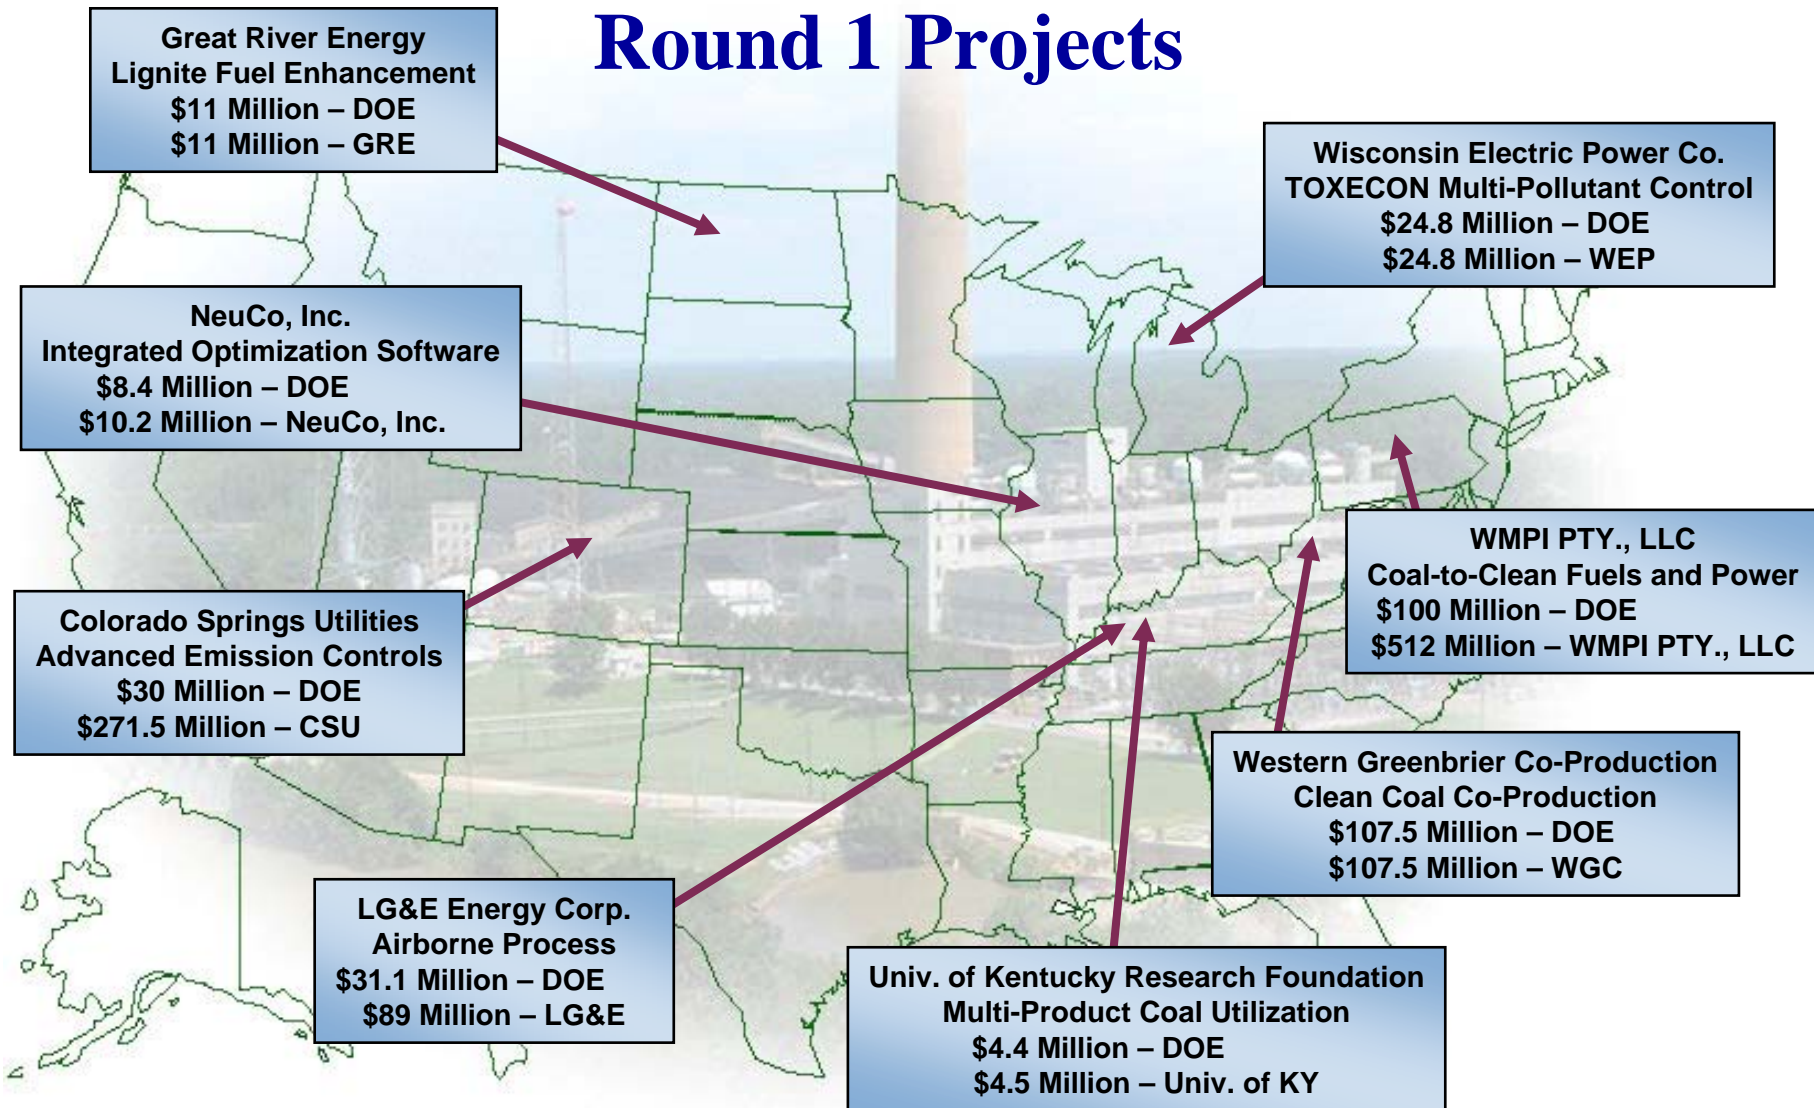 Round 1 Projects
Great River Energy
Lignite Fuel Enhancement
$11 Million – DOE
$11 Million – GRE
Wisconsin Electric Power Co.
TOXECON Multi-Pollutant Control
$24.8 Million – DOE
$24.8 Million – WEP
NeuCo, Inc.
Integrated Optimization Software
$8.4 Million – DOE
$10.2 Million – NeuCo, Inc.
WMPI PTY., LLC
Coal-to-Clean Fuels and Power
$100 Million – DOE
$512 Million – WMPI PTY., LLC
Colorado Springs Utilities
Advanced Emission Controls
$30 Million – DOE
$271.5 Million – CSU
Western Greenbrier Co-Production
Clean Coal Co-Production
$107.5 Million – DOE
$107.5 Million – WGC
LG&E Energy Corp.
Airborne Process
$31.1 Million – DOE
$89 Million – LG&E
Univ. of Kentucky Research Foundation
Multi-Product Coal Utilization
$4.4 Million – DOE
$4.5 Million – Univ. of KY